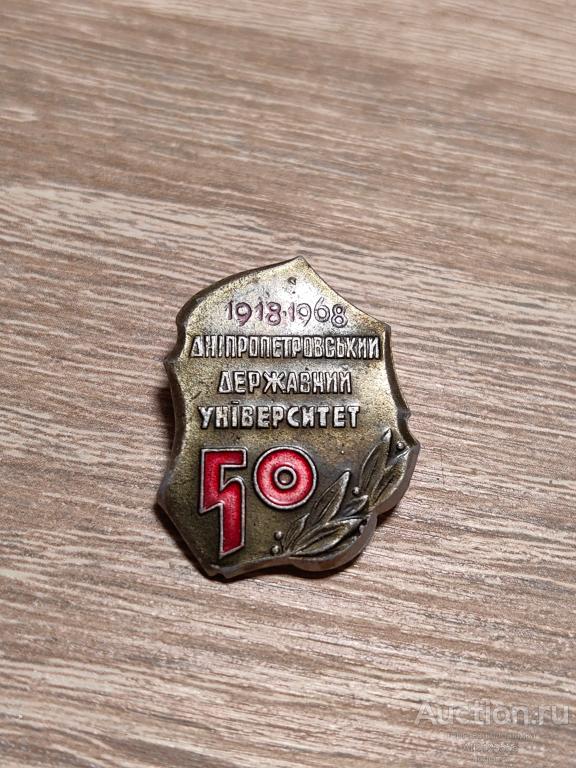 1918·1968
ДНІПРОПЕТРОВСЬКИЙ
ДЕРЖАВНИЙ
УНІВЕРСИТЕТ
50
Auction.ru